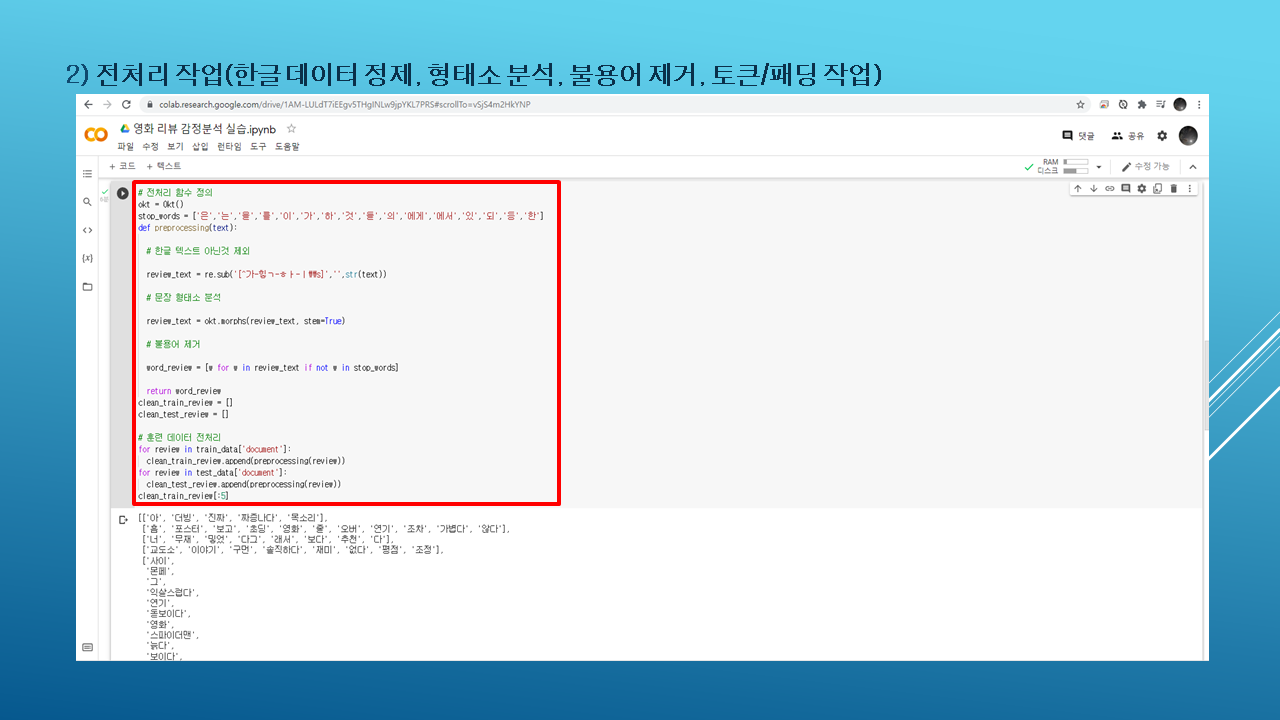 2) 전처리 작업(한글 데이터 정제, 형태소 분석, 불용어 제거, 토큰/패딩 작업)
colab.research.google.com/drive/1AM-LULdT7iEEgv5THgINLw9jpYKL7PRS#scrollTo=vSjS4m2HkYNP
영화 리뷰 감정분석 실습.ipynb
파일 수정 보기 삽입 런타임 도구 도움말
댓글 공유
+ 코드 + 텍스트
RAM
디스크
수정 가능
# 전처리 함수 정의
okt = Okt()
stop_words = ['은','는','을','를','이','가','하','것','들','의','에게','에서','있','되','등','한']
def preprocessing(text):
# 한글 텍스트 아닌것 제외
review_text = re.sub('[^가-힣ㄱ-ㅎㅏ-ㅣ₩₩s]','',str(text))
# 문장 형태소 분석
review_text = okt.morphs(review_text, stem=True)
# 불용어 제거
word_review = [w for w in review_text if not w in stop_words]
return word_review
clean_train_review = []
clean_test_review = []
# 훈련 데이터 전처리
for review in train_data['document']:
clean_train_review.append(preprocessing(review))
for review in test_data['document']:
clean_test_review.append(preprocessing(review))
clean_train_review[:5]
[['아', '더빙', '진짜', '짜증나다', '목소리'],
['흠', '포스터', '보고', '초딩', '영화', '줄', '오버', '연기', '조차', '가볍다', '않다'],
['너', '무재', '밓었', '다그', '래서', '보다', '추천', '다'],
['교도소', '이야기', '구먼', '솔직하다', '재미', '없다', '평점', '조정'],
['사이',
'몬페',
'그',
'익살스럽다',
'연기',
'돋보이다',
'영화',
'스파이더맨',
'늙다',
'보이다',